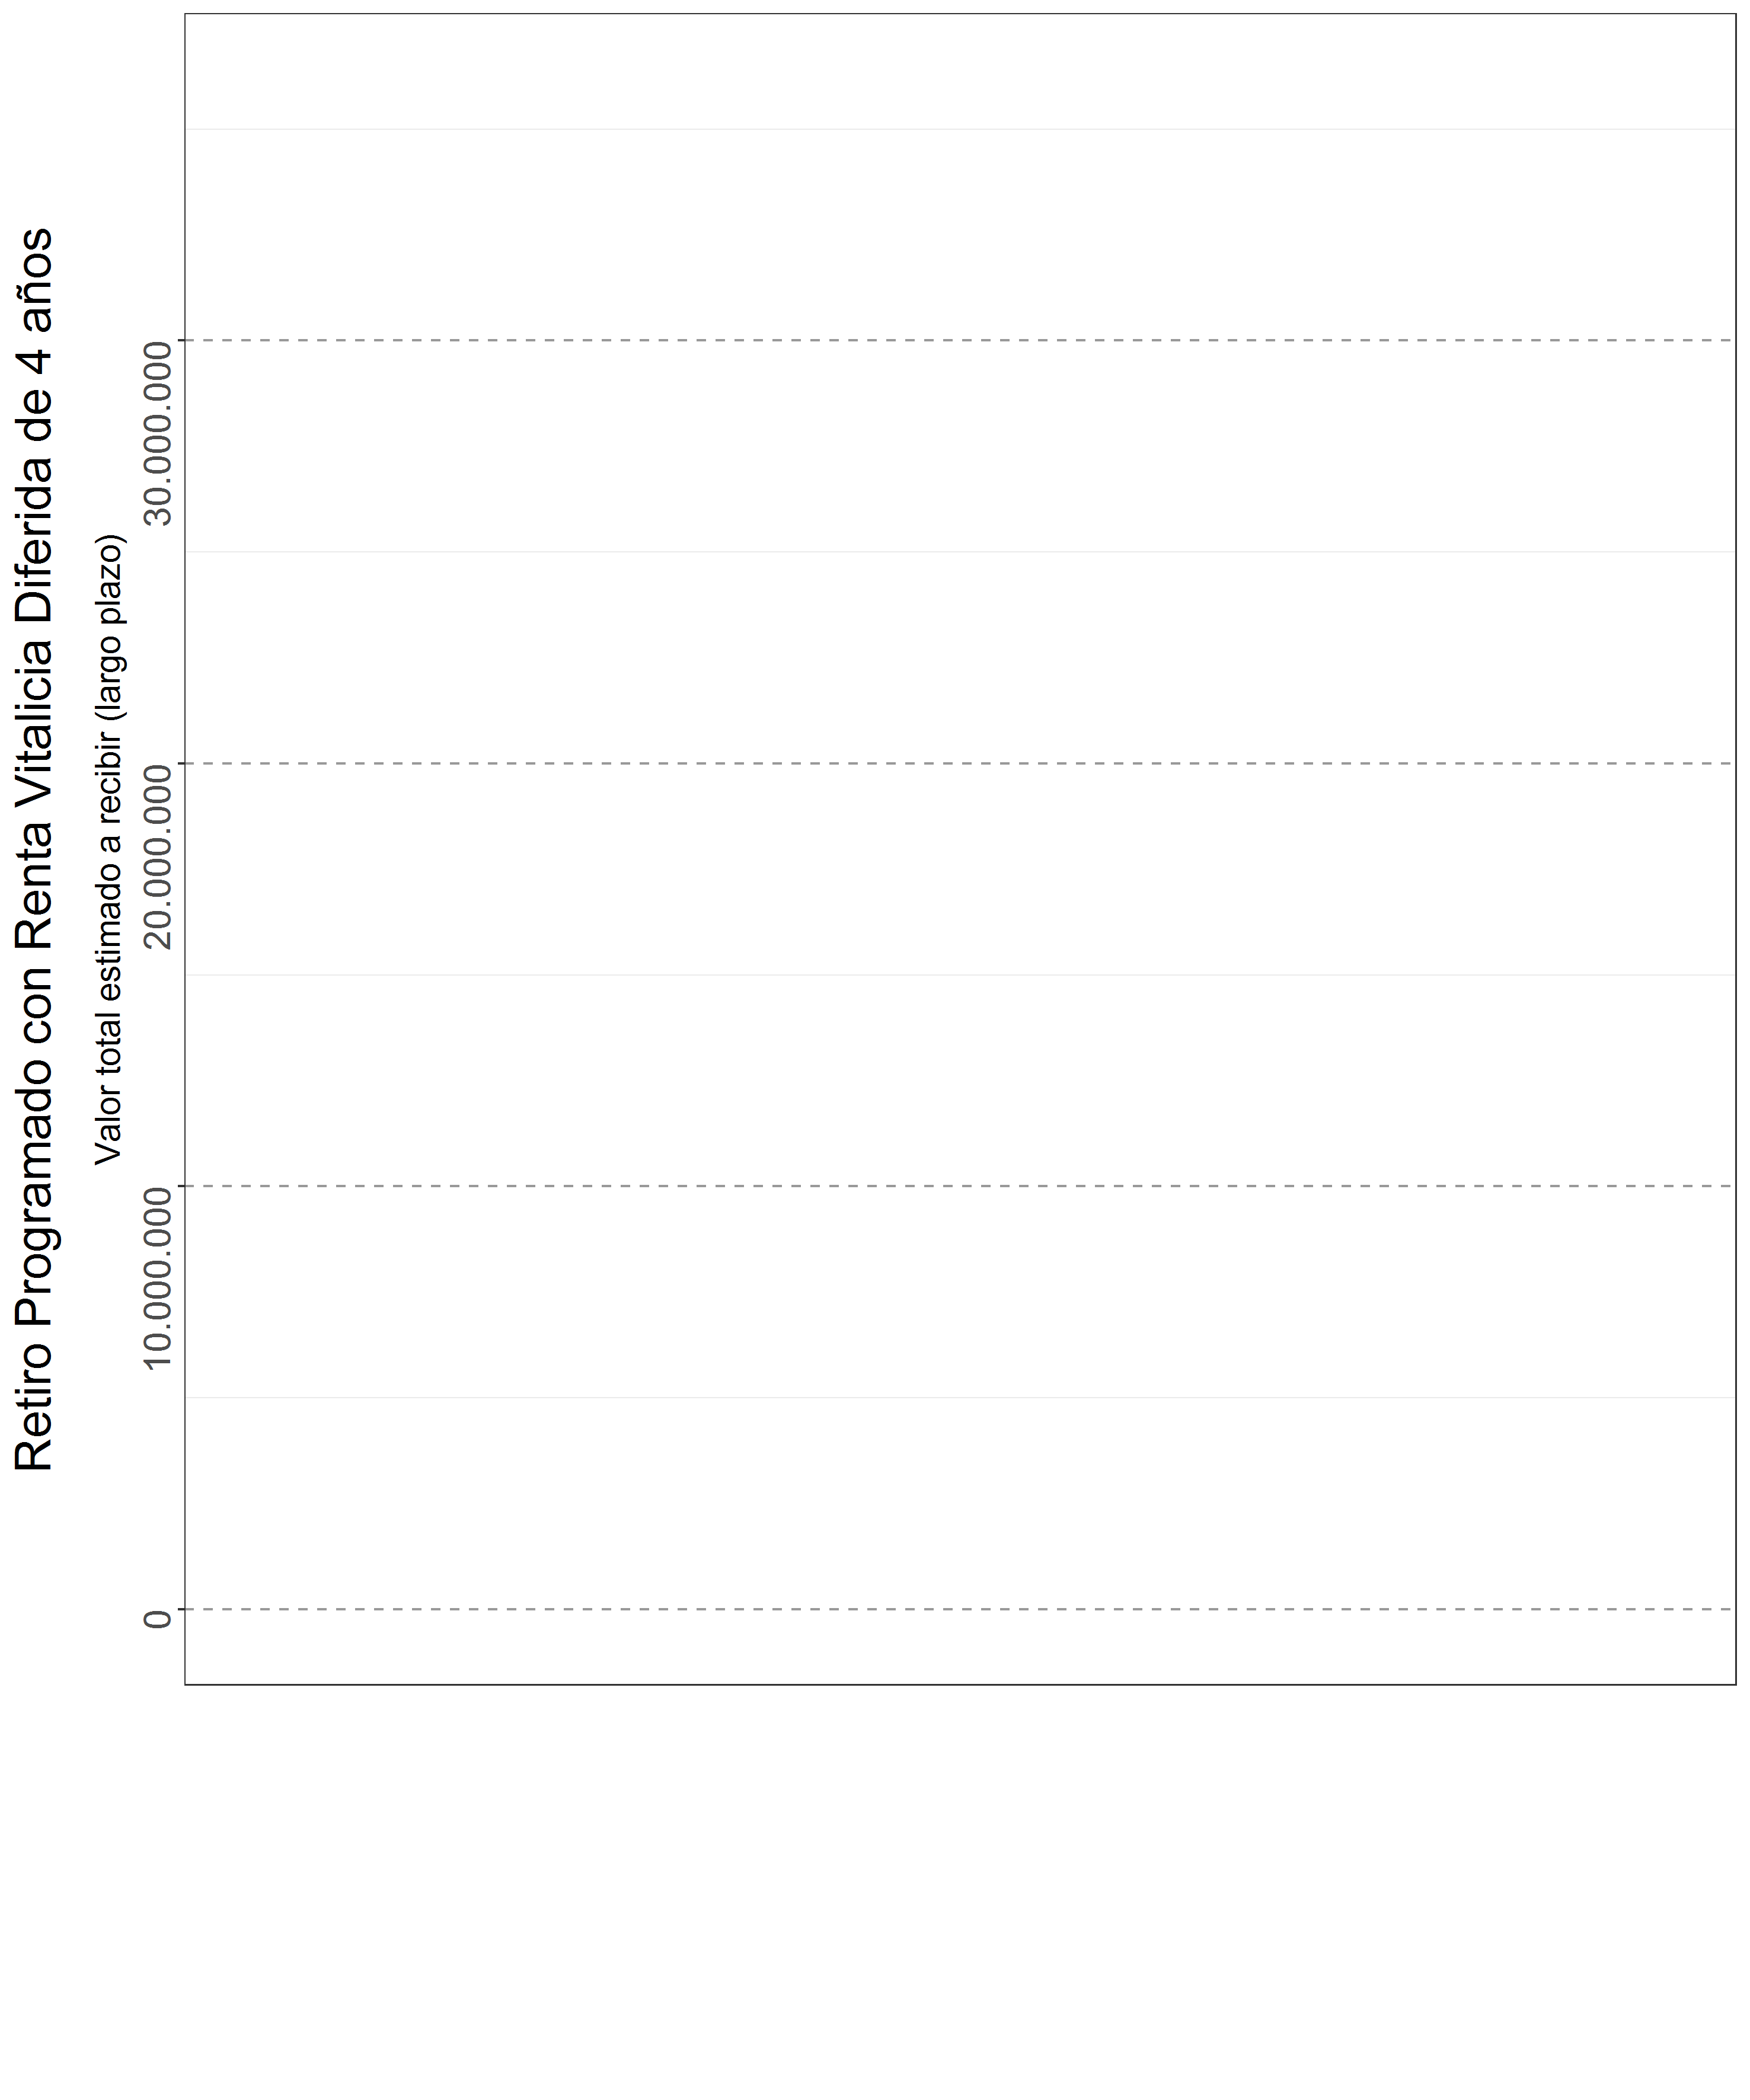 Retiro Programado con Renta Vitalicia Diferida de 4 años
Valor total estimado a recibir (largo plazo)
0 10.000.000 20.000.000 30.000.000